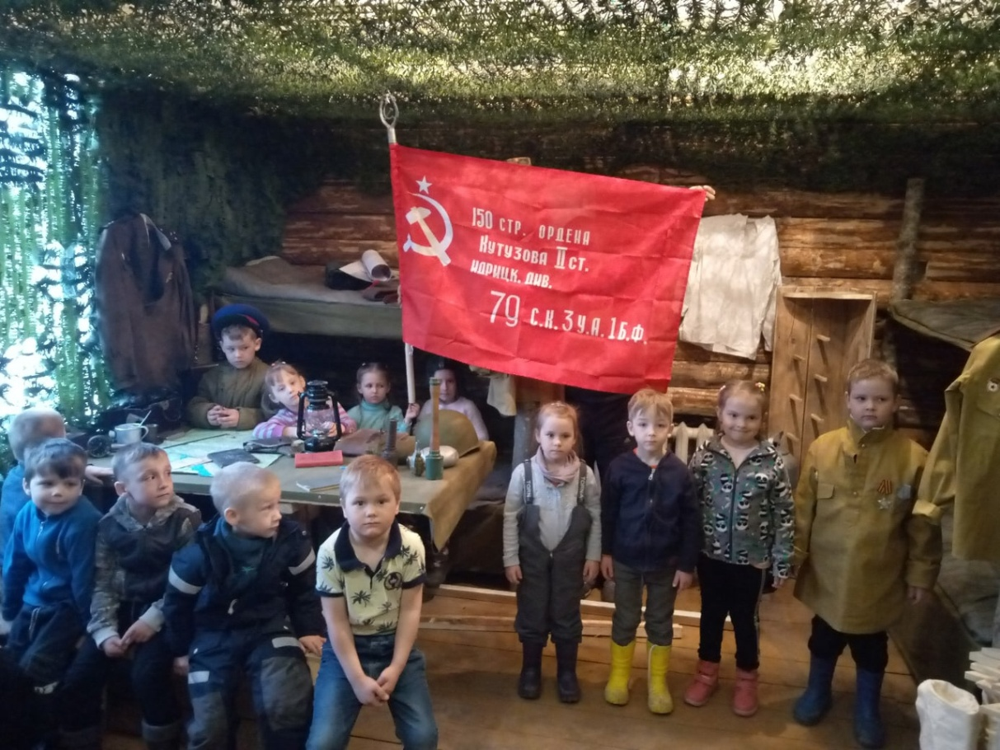 150 СТР. ОРДЕНА
КУТУЗОВА II СТ.
ИДРИЦК. ДИВ.
79 С.К. 3 У.А. 1 Б.Ф.